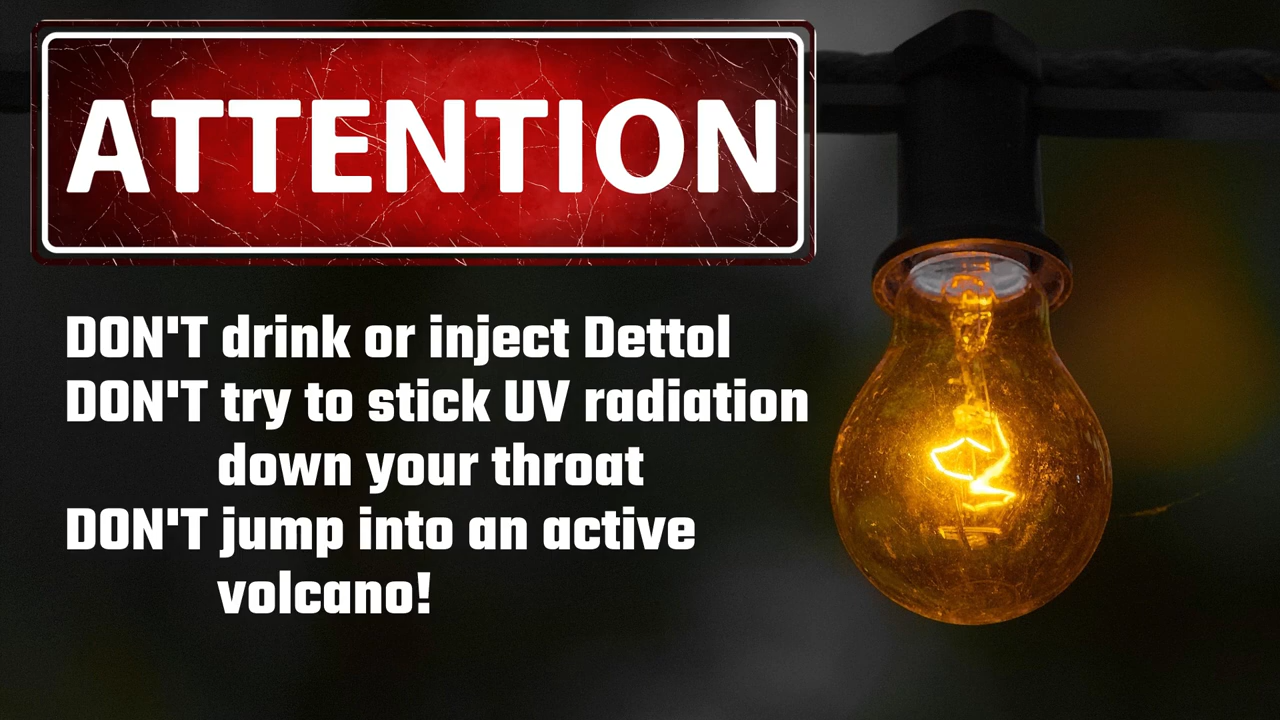 ATTENTION
DON'T drink or inject Dettol
DON'T try to stick UV radiation
down your throat
DON'T jump into an active
volcano!